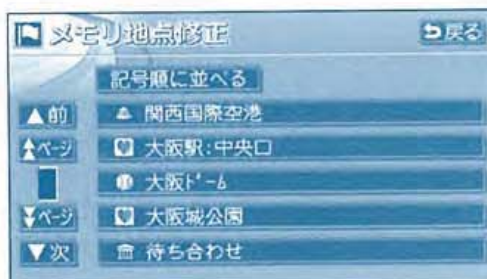 メモリ地点修正
戻る
記号順に並べる
▲前
関西国際空港
ページ
大阪駅:中央口
大阪ﾄﾞｰﾑ
ページ
大阪城公園
▼次
待ち合わせ